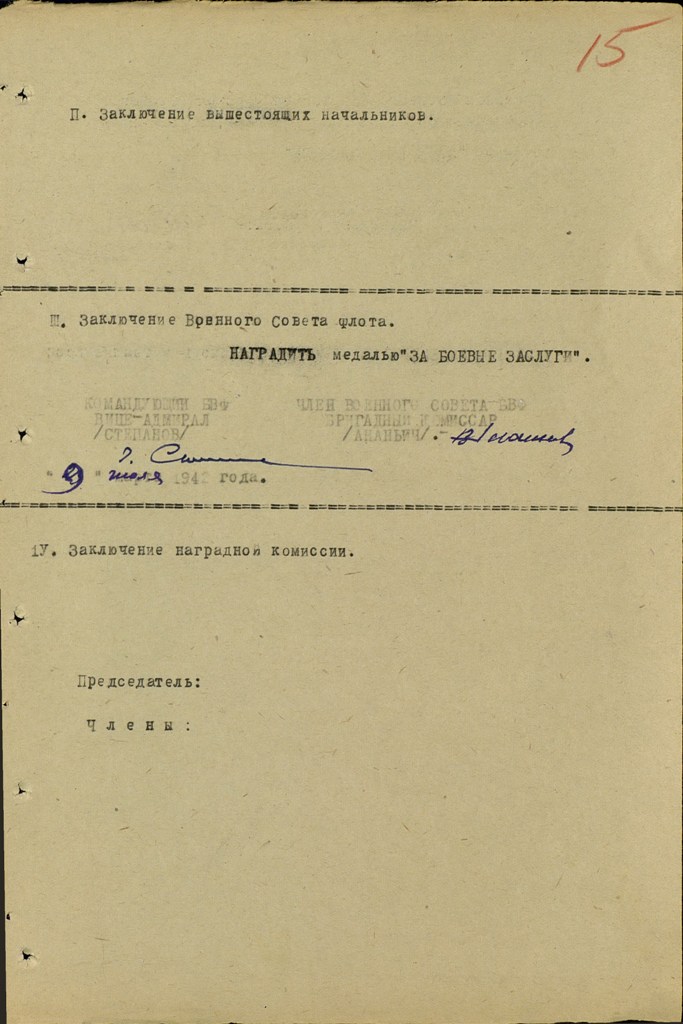 15
П. Заключение вышестоящих начальников.
Ш. Заключение Военного Совета флота.
НАГРАДИТЬ медалью "ЗА БОЕВЫЕ ЗАСЛУГИ".
КОМАНДУЮЩИЙ БВФ ЧЛЕН ВОЕННОГО СОВЕТА БВФ
ВИЦЕ-АДМИРАЛ БРИГАДНЫЙ КОМИССАР
/СТЕПАНОВ/ /АНАНЬИЧ/.-
" 9 " июля 1942 года.
1У. Заключение наградной комиссии.
Председатель:
Члены: